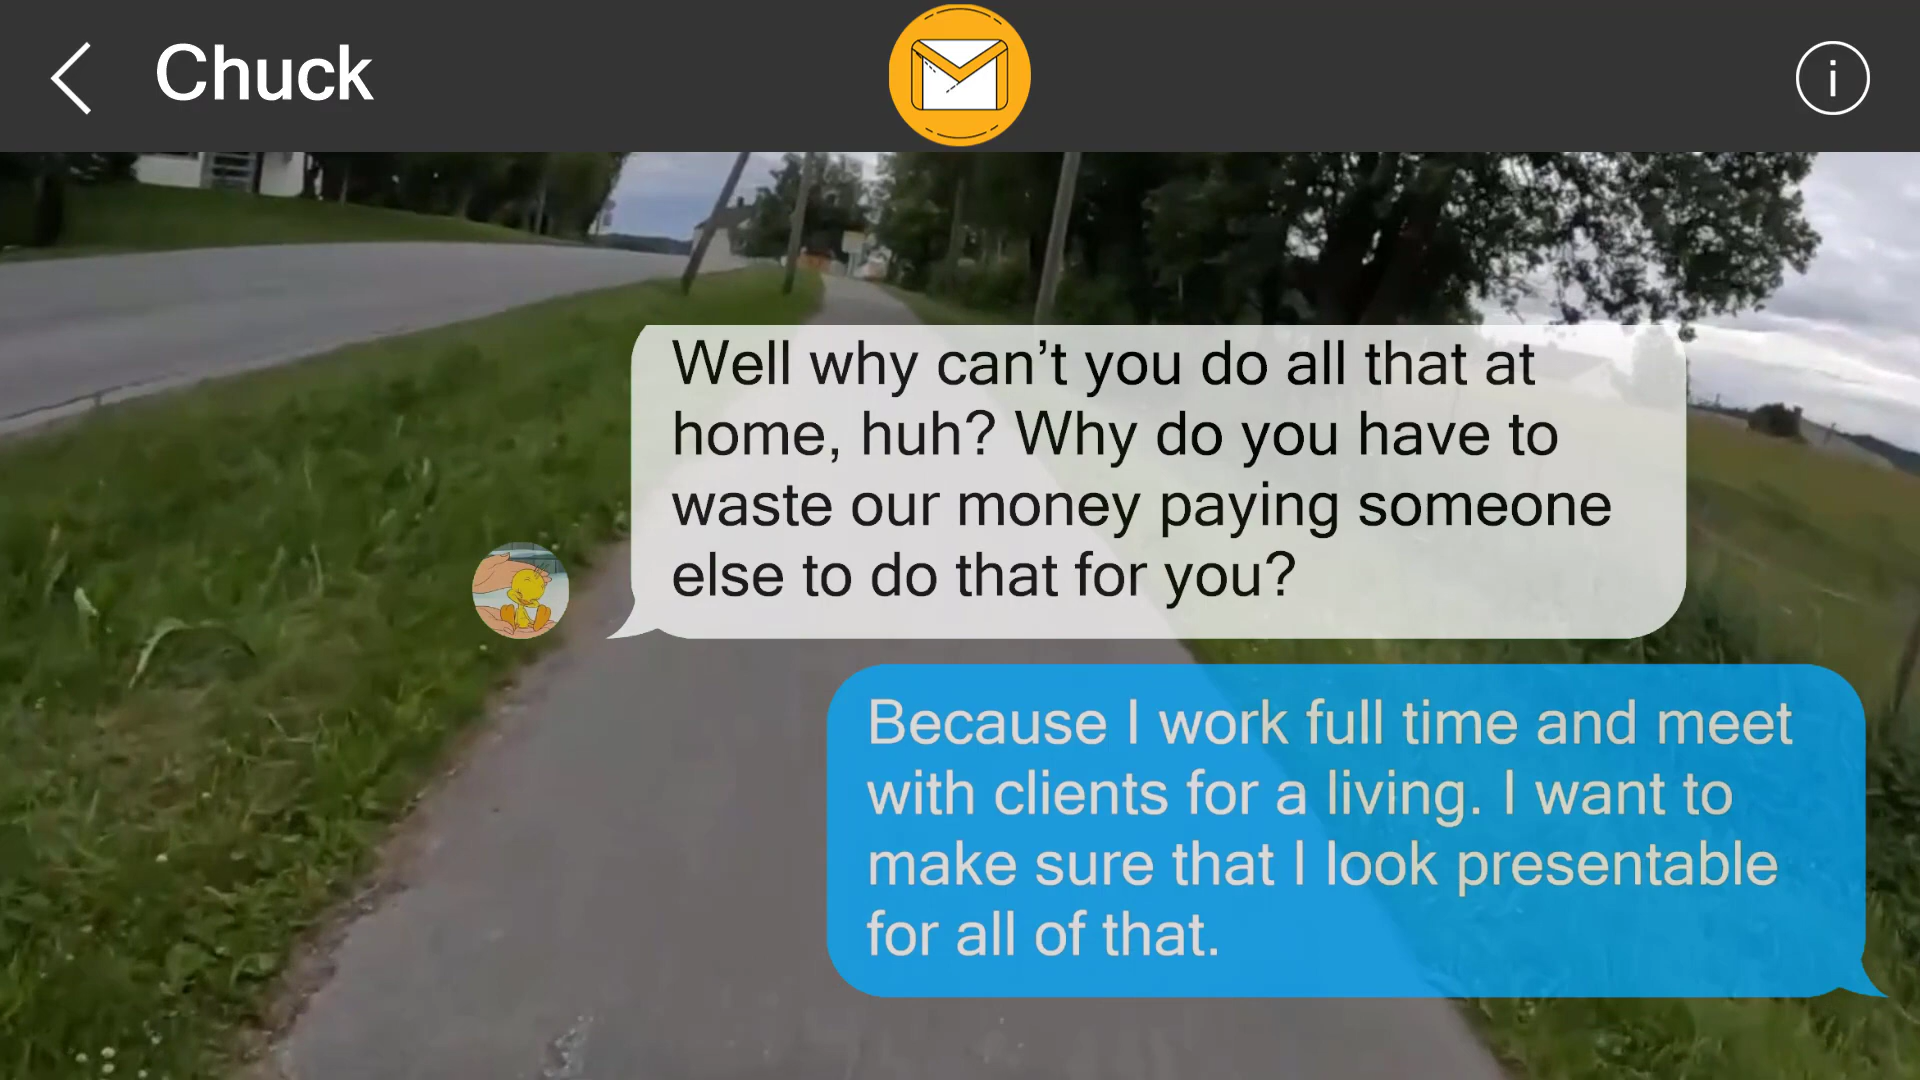 Chuck
i
Well why can’t you do all that at
home, huh? Why do you have to
waste our money paying someone
else to do that for you?
Because I work full time and meet
with clients for a living. I want to
make sure that I look presentable
for all of that.